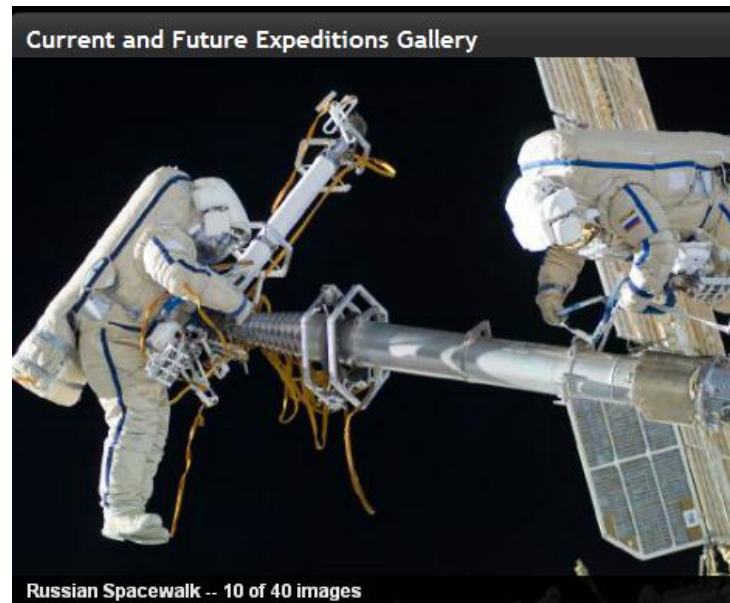 Current and Future Expeditions Gallery
Russian Spacewalk -- 10 of 40 images